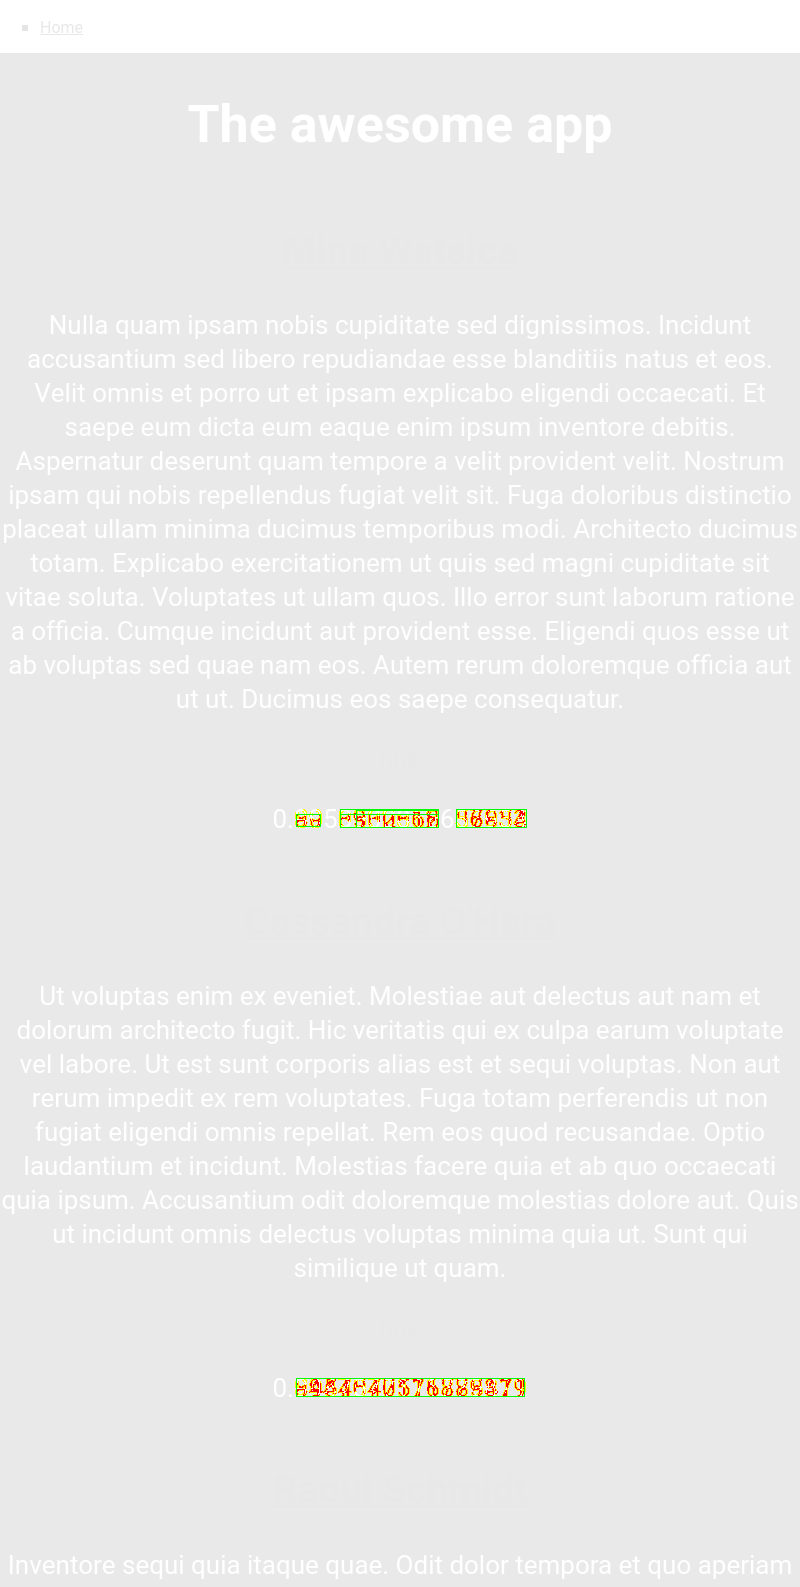 Home
The awesome app
Nulla quam ipsam nobis cupiditate sed dignissimos. Incidunt
accusantium sed libero repudiandae esse blanditiis natus et eos.
Velit omnis et porro ut et ipsam explicabo eligendi occaecati. Et
saepe eum dicta eum eaque enim ipsum inventore debitis.
Aspernatur deserunt quam tempore a velit provident velit. Nostrum
ipsam qui nobis repellendus fugiat velit sit. Fuga doloribus distinctio
placeat ullam minima ducimus temporibus modi. Architecto ducimus
totam. Explicabo exercitationem ut quis sed magni cupiditate sit
vitae soluta. Voluptates ut ullam quos. Illo error sunt laborum ratione
a officia. Cumque incidunt aut provident esse. Eligendi quos esse ut
ab voluptas sed quae nam eos. Autem rerum doloremque officia aut
ut ut. Ducimus eos saepe consequatur.
Ut voluptas enim ex eveniet. Molestiae aut delectus aut nam et
dolorum architecto fugit. Hic veritatis qui ex culpa earum voluptate
vel labore. Ut est sunt corporis alias est et sequi voluptas. Non aut
rerum impedit ex rem voluptates. Fuga totam perferendis ut non
fugiat eligendi omnis repellat. Rem eos quod recusandae. Optio
laudantium et incidunt. Molestias facere quia et ab quo occaecati
quia ipsum. Accusantium odit doloremque molestias dolore aut. Quis
ut incidunt omnis delectus voluptas minima quia ut. Sunt qui
similique ut quam.
Inventore sequi quia itaque quae. Odit dolor tempora et quo aperiam